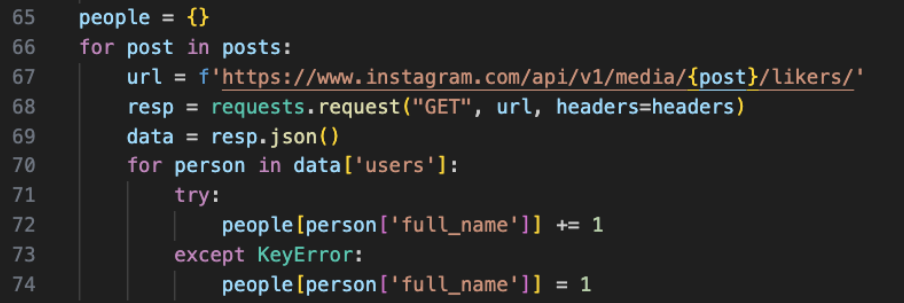 65 people = {}
66 for post in posts:
67     url = f'https://www.instagram.com/api/v1/media/{post}/likers/'
68     resp = requests.request("GET", url, headers=headers)
69     data = resp.json()
70     for person in data['users']:
71         try:
72             people[person['full_name']] += 1
73         except KeyError:
74             people[person['full_name']] = 1